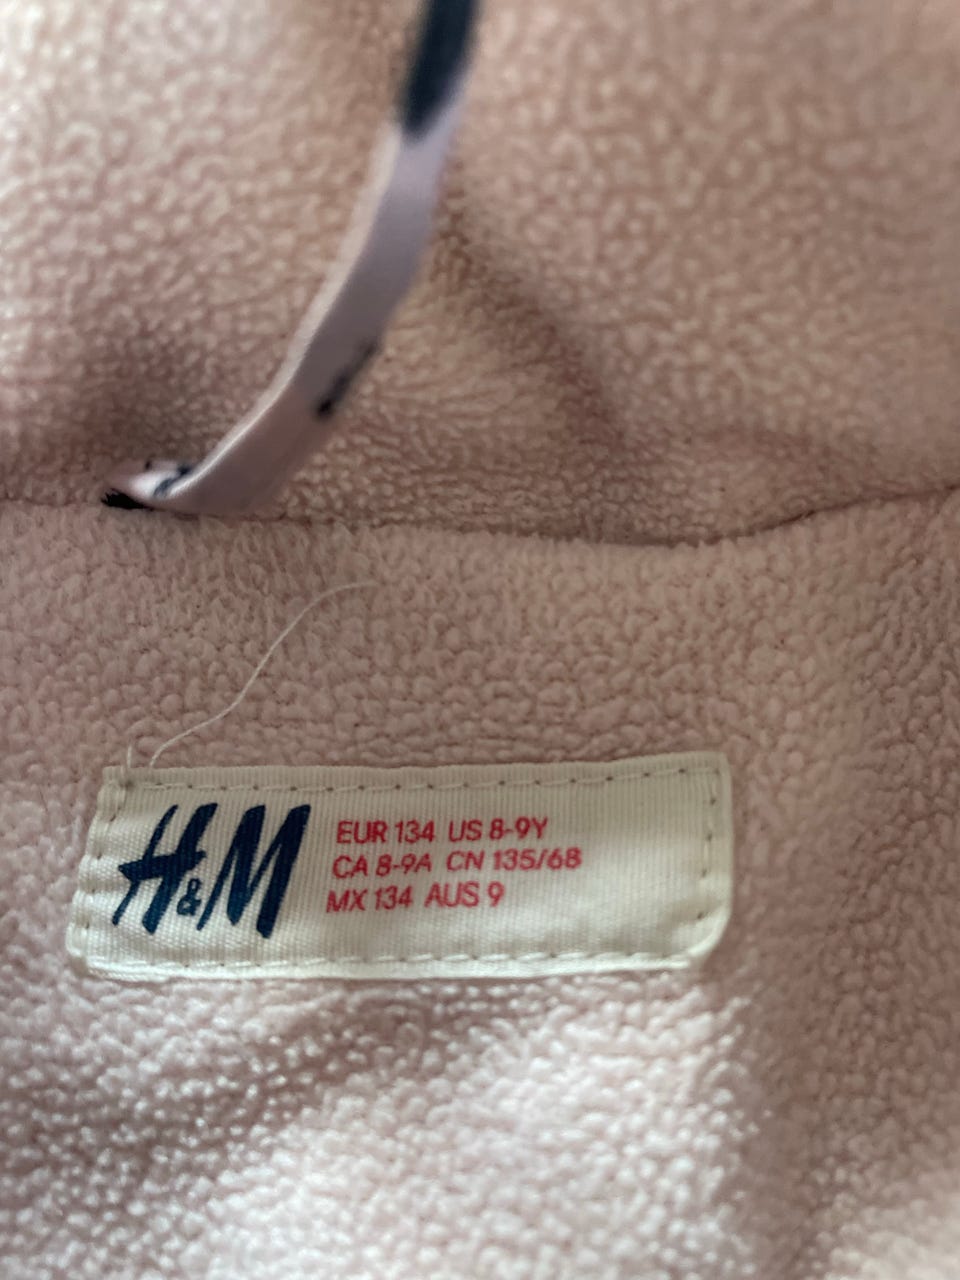 H&M
EUR 134 US 8-9Y
CA 8-9A CN 135/68
MX 134 AUS 9